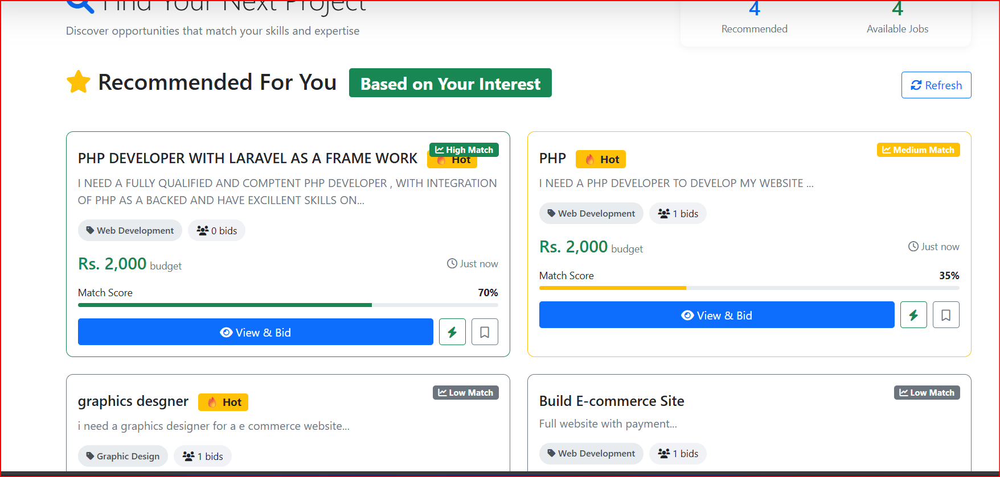 Find Your Next Project
Discover opportunities that match your skills and expertise
4
Recommended
4
Available Jobs
Recommended For You
Based on Your Interest
Refresh
High Match
PHP DEVELOPER WITH LARAVEL AS A FRAME WORK
Hot
I NEED A FULLY QUALIFIED AND COMPTENT PHP DEVELOPER , WITH INTEGRATION
OF PHP AS A BACKED AND HAVE EXCILLENT SKILLS ON...
Web Development
0 bids
Rs. 2,000 budget
Just now
Match Score
70%
View & Bid
Medium Match
PHP
Hot
I NEED A PHP DEVELOPER TO DEVELOP MY WEBSITE ...
Web Development
1 bids
Rs. 2,000 budget
Just now
Match Score
35%
View & Bid
Low Match
graphics desgner
Hot
i need a graphics designer for a e commerce website...
Graphic Design
1 bids
Low Match
Build E-commerce Site
Full website with payment...
Web Development
1 bids